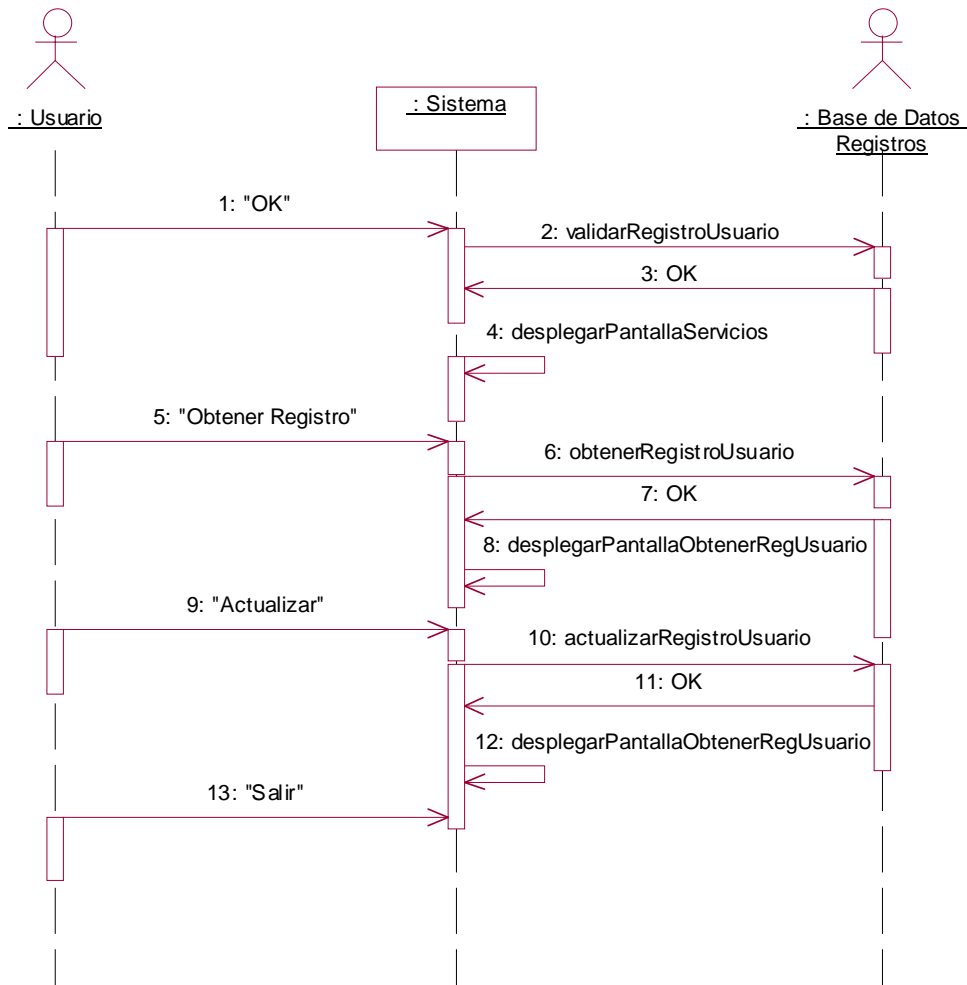 : Usuario
: Sistema
: Base de Datos
Registros
1: "OK"
2: validarRegistroUsuario
3: OK
4: desplegarPantallaServicios
5: "Obtener Registro"
6: obtenerRegistroUsuario
7: OK
8: desplegarPantallaObtenerRegUsuario
9: "Actualizar"
10: actualizarRegistroUsuario
11: OK
12: desplegarPantallaObtenerRegUsuario
13: "Salir"